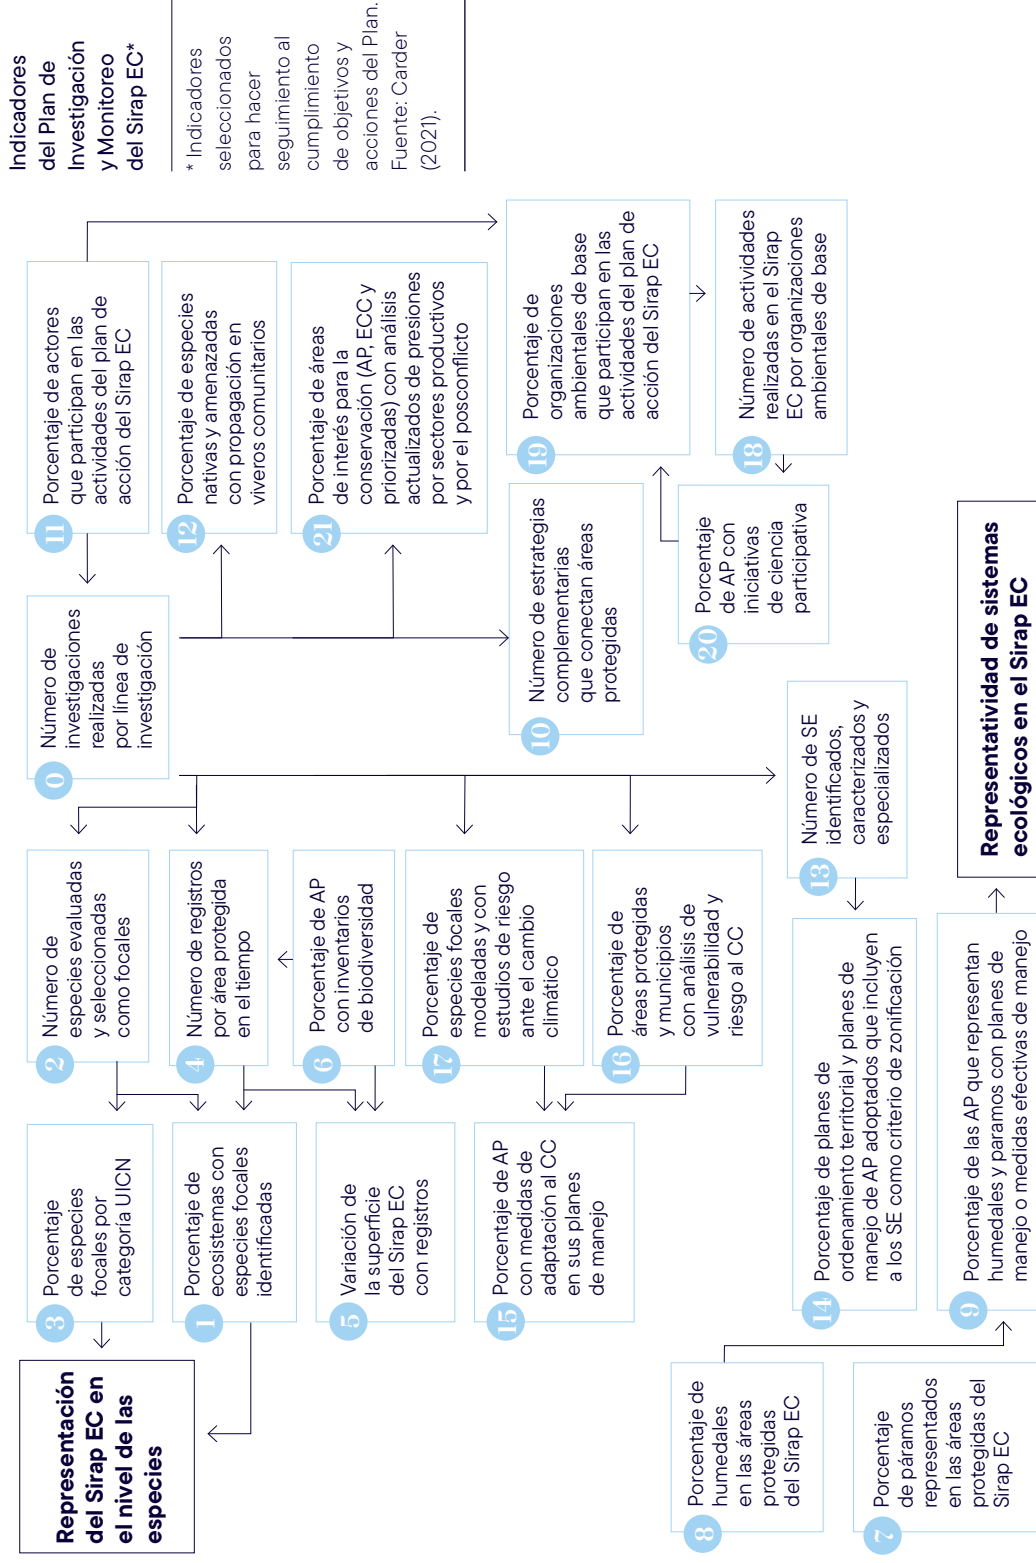 Indicadores
del Plan de
Investigación
y Monitoreo
del Sirap EC*
* Indicadores
seleccionados
para hacer
seguimiento al
cumplimiento
de objetivos y
acciones del Plan.
Fuente: Carder
(2021).
Representación
del Sirap EC en
el nivel de las
especies
3
Porcentaje
de especies
focales por
categoría UICN
1
Porcentaje de
ecosistemas con
especies focales
identificadas
5
Variación de
la superficie
del Sirap EC
con registros
15
Porcentaje de AP
con medidas de
adaptación al CC
en sus planes
de manejo
2
Número de
especies evaluadas
y seleccionadas
como focales
4
Número de registros
por área protegida
en el tiempo
6
Porcentaje de AP
con inventarios
de biodiversidad
17
Porcentaje de
especies focales
modeladas y con
estudios de riesgo
ante el cambio
climático
16
Porcentaje de
áreas protegidas
y municipios
con análisis de
vulnerabilidad y
riesgo al CC
0
Número de
investigaciones
realizadas
por línea de
investigación
11
Porcentaje de actores
que participan en las
actividades del plan de
acción del Sirap EC
12
Porcentaje de especies
nativas y amenazadas
con propagación en
viveros comunitarios
21
Porcentaje de áreas
de interés para la
conservación (AP, ECC y
priorizadas) con análisis
actualizados de presiones
por sectores productivos
y por el posconflicto
10
Número de estrategias
complementarias
que conectan áreas
protegidas
19
Porcentaje de
organizaciones
ambientales de base
que participan en las
actividades del plan de
acción del Sirap EC
20
Porcentaje
de AP con
iniciativas
de ciencia
participativa
18
Número de actividades
realizadas en el Sirap
EC por organizaciones
ambientales de base
13
Número de SE
identificados,
caracterizados y
especializados
14
Porcentaje de planes de
ordenamiento territorial y planes de
manejo de AP adoptados que incluyen
a los SE como criterio de zonificación
8
Porcentaje de
humedales
en las áreas
protegidas
del Sirap EC
7
Porcentaje
de páramos
representados
en las áreas
protegidas del
Sirap EC
9
Porcentaje de las AP que representan
humedales y paramos con planes de
manejo o medidas efectivas de manejo
Representatividad de sistemas
ecológicos en el Sirap EC